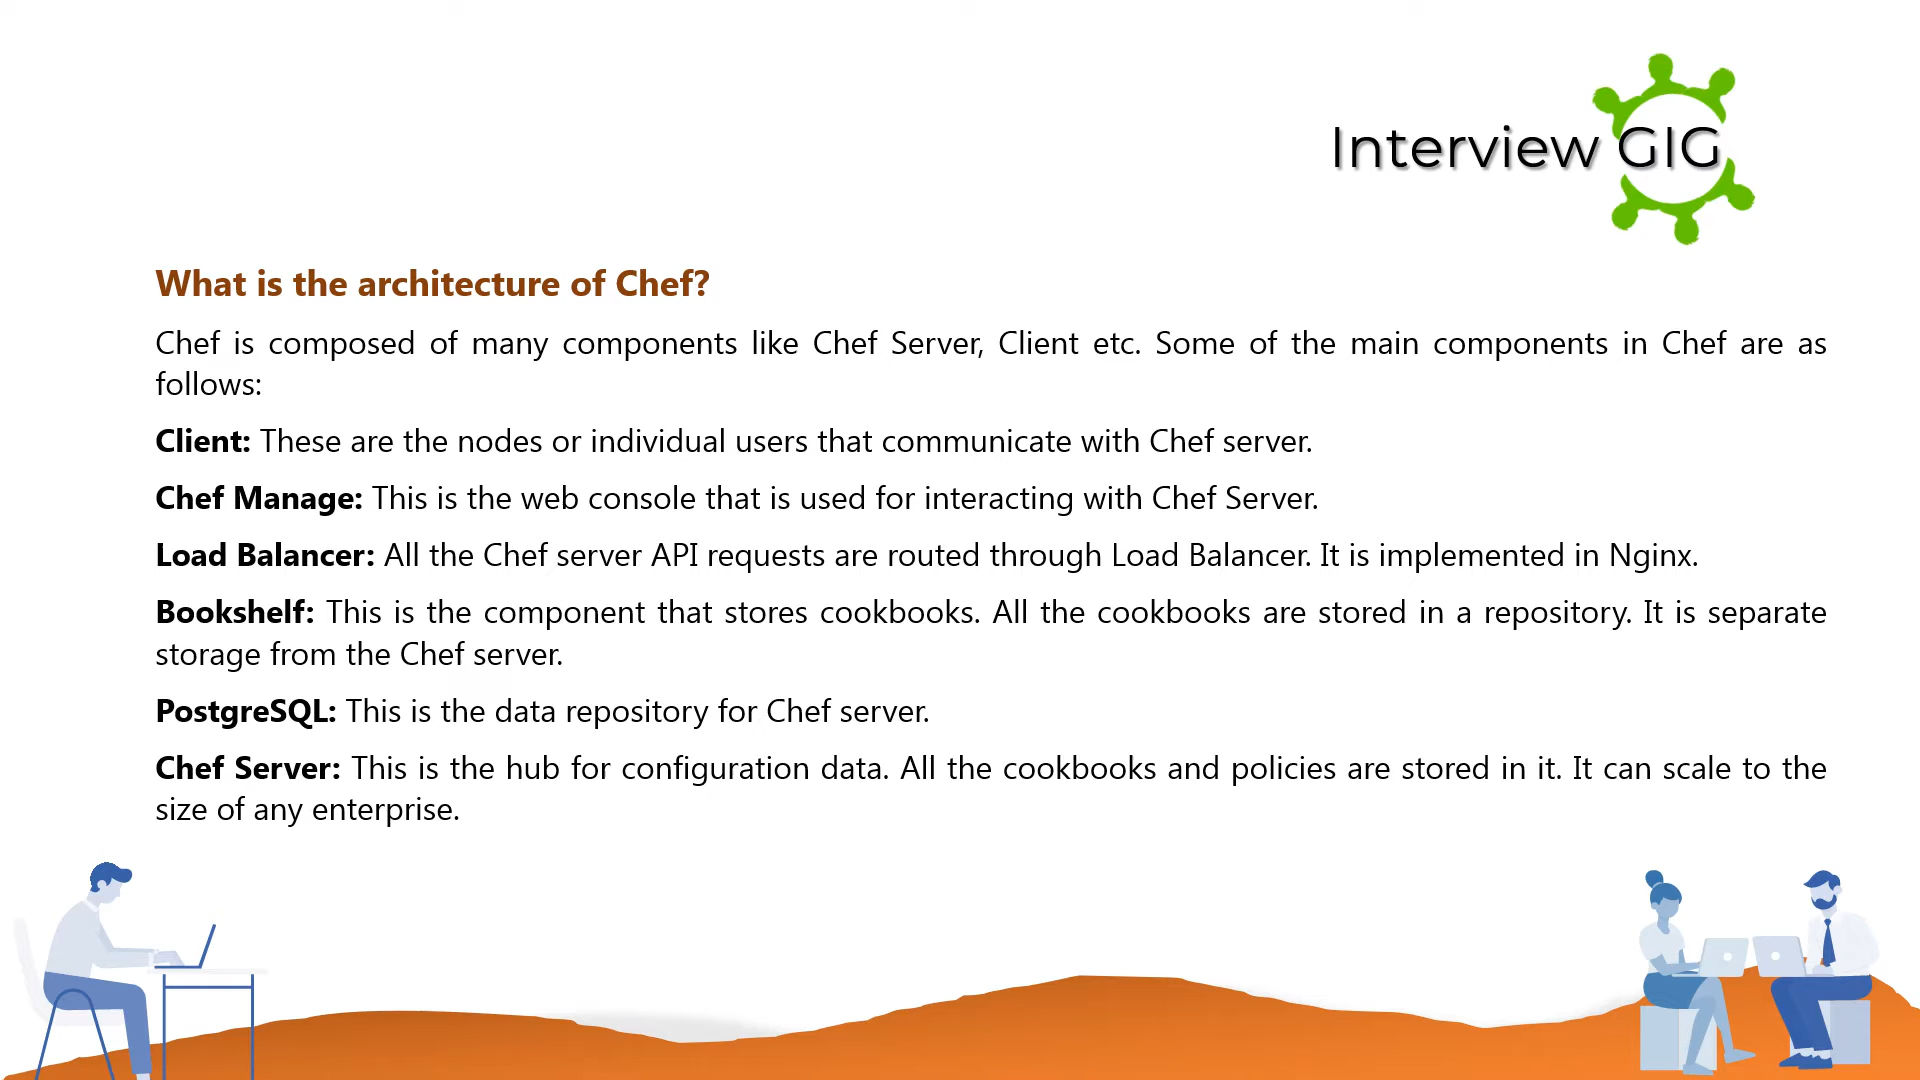 Interview GIG
What is the architecture of Chef?
Chef is composed of many components like Chef Server, Client etc. Some of the main components in Chef are as
follows:
Client: These are the nodes or individual users that communicate with Chef server.
Chef Manage: This is the web console that is used for interacting with Chef Server.
Load Balancer: All the Chef server API requests are routed through Load Balancer. It is implemented in Nginx.
Bookshelf: This is the component that stores cookbooks. All the cookbooks are stored in a repository. It is separate
storage from the Chef server.
PostgreSQL: This is the data repository for Chef server.
Chef Server: This is the hub for configuration data. All the cookbooks and policies are stored in it. It can scale to the
size of any enterprise.